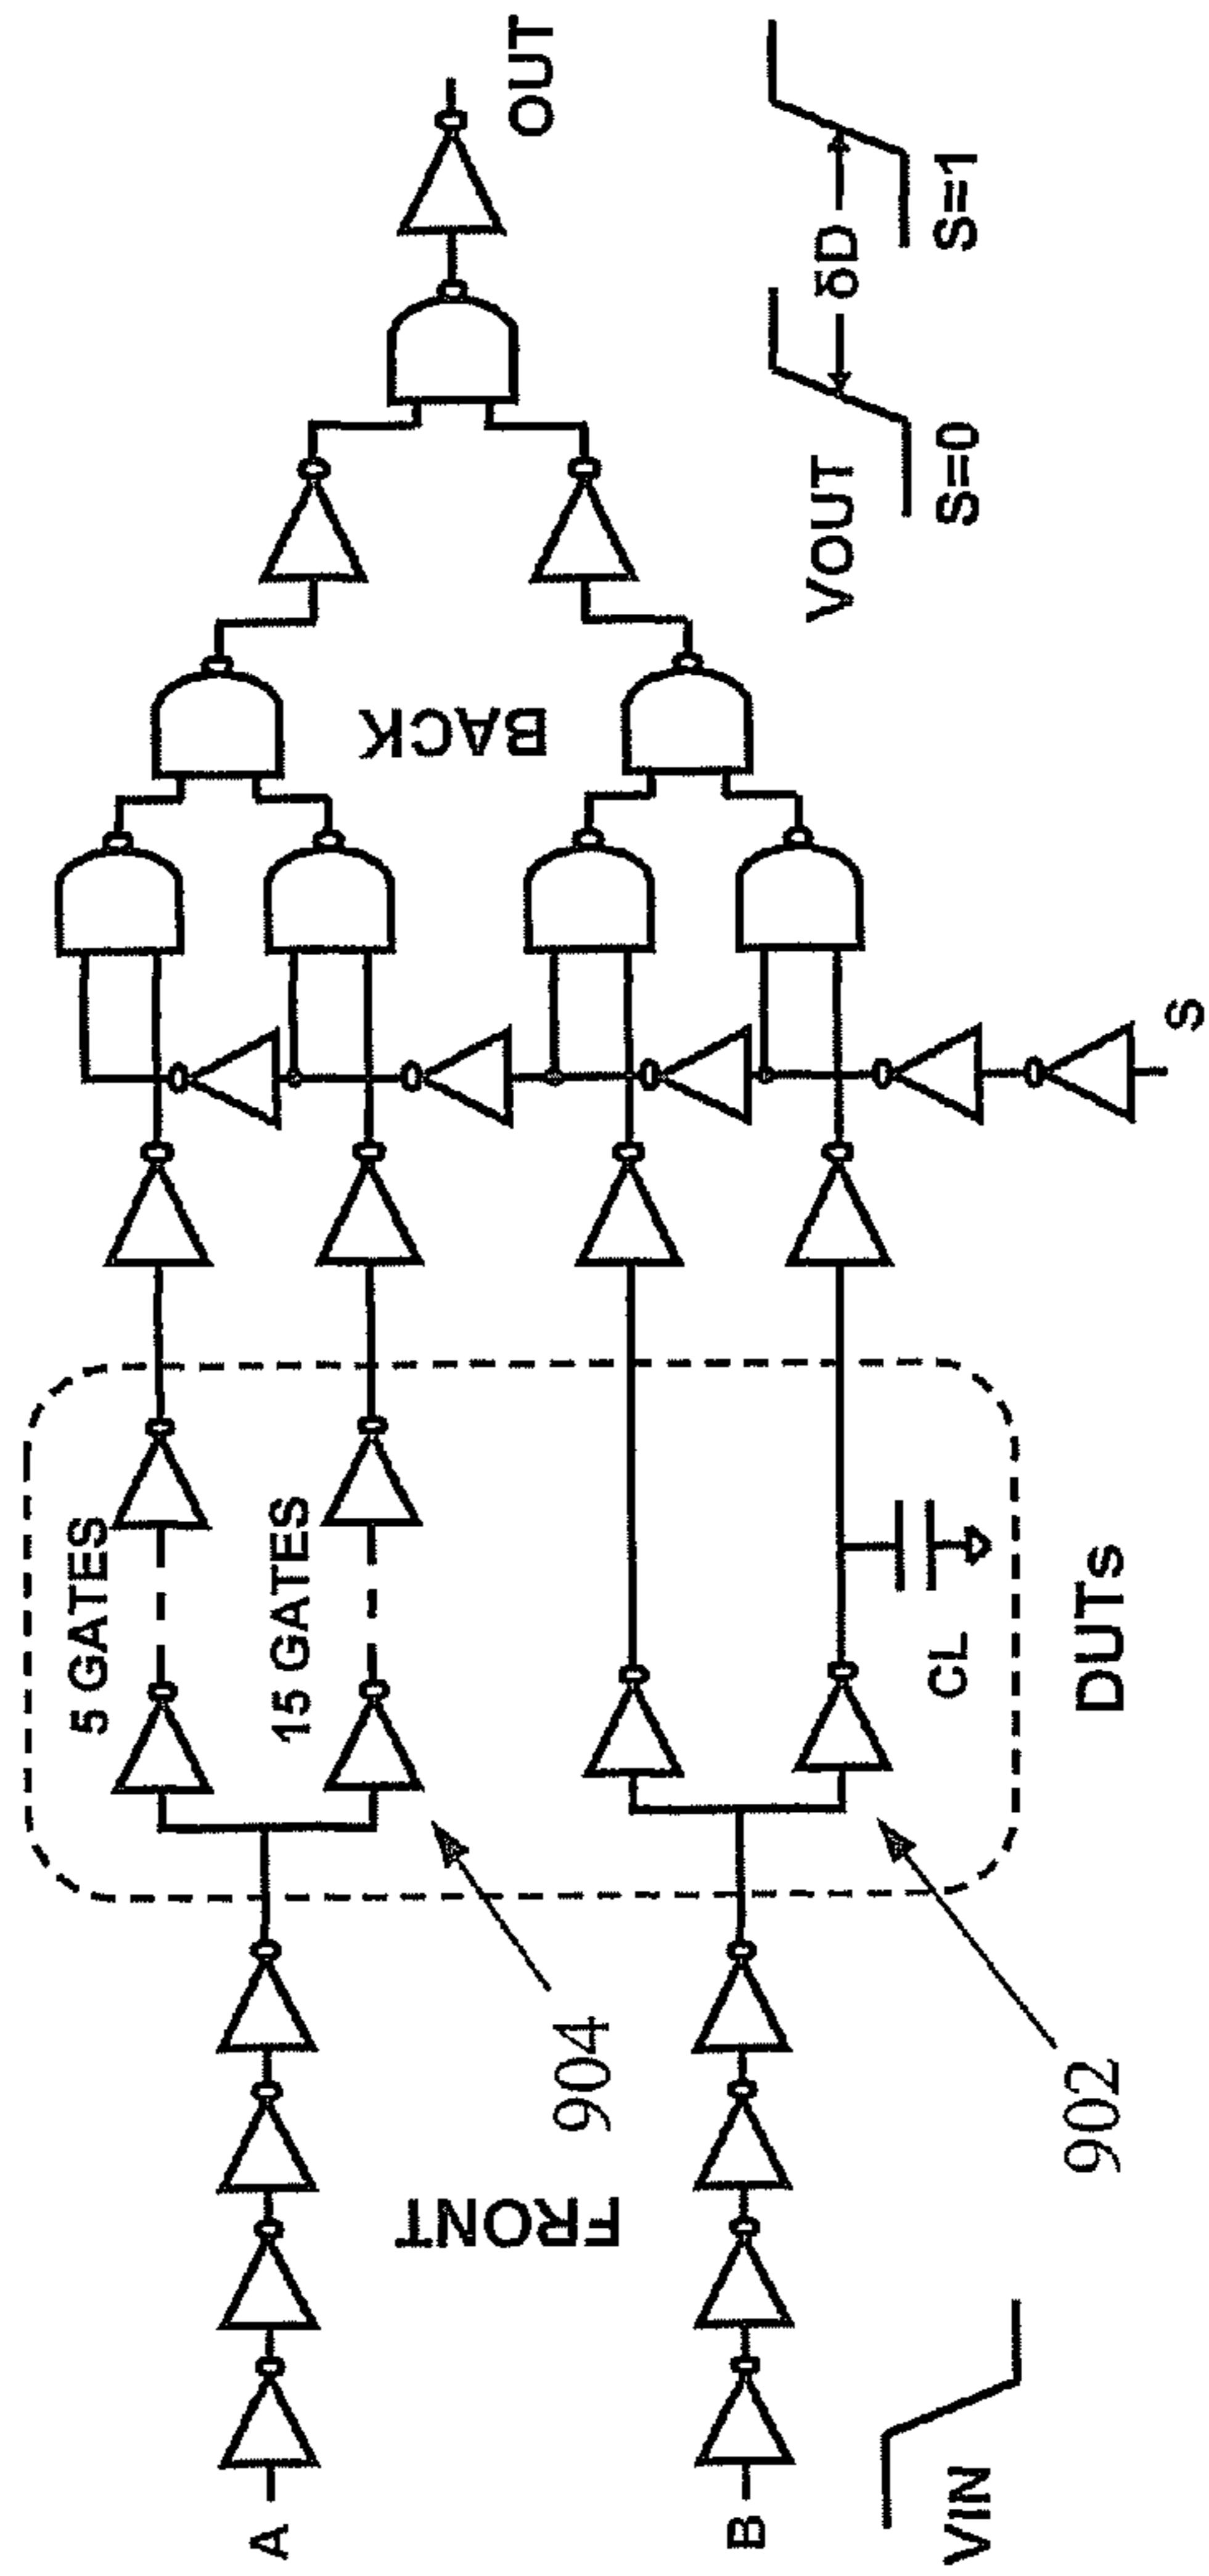 A
B
VIN
FRONT
904
902
5 GATES
15 GATES
CL
DUTs
S
BACK
OUT
VOUT
δD
S=0
S=1